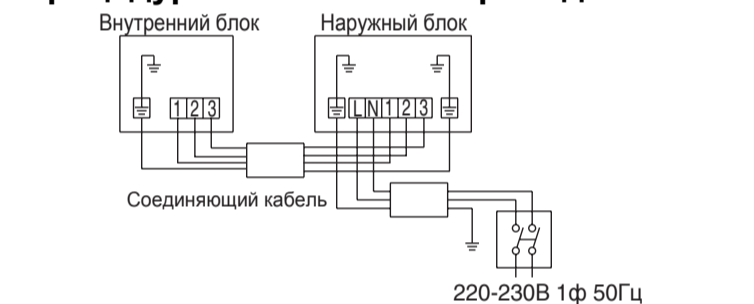 Внутренний блок
Наружный блок
1 2 3
L N 1 2 3
Соединяющий кабель
220-230В 1ф 50Гц